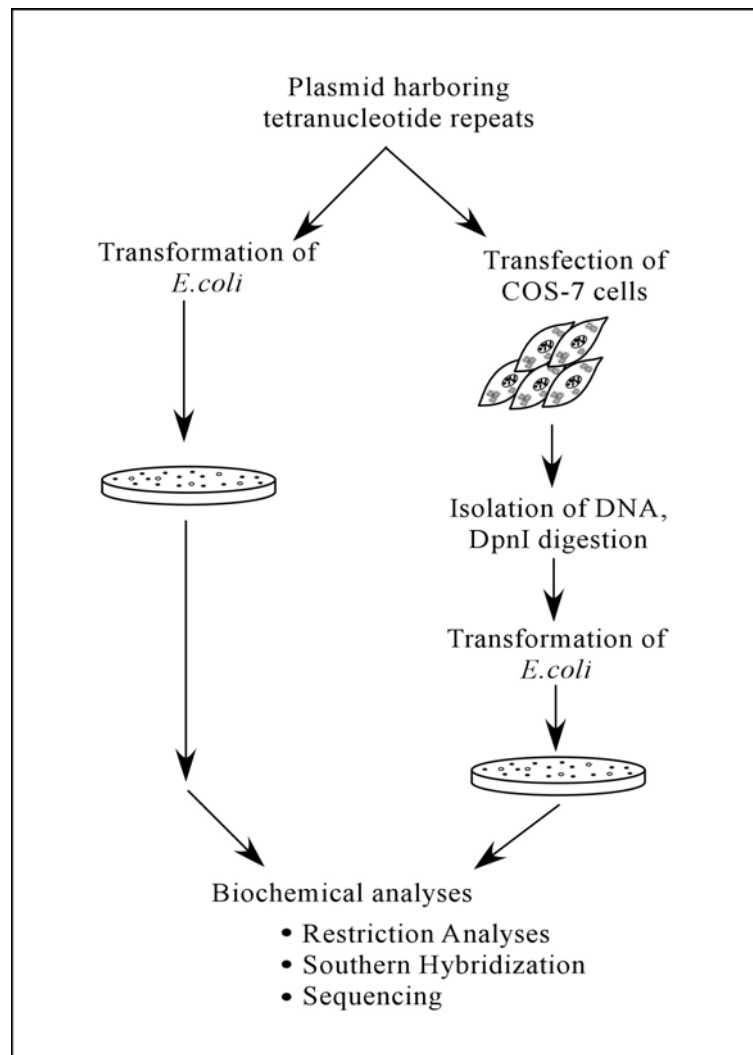 Plasmid harboring
tetranucleotide repeats
Transformation of
E.coli
Transfection of
COS-7 cells
Isolation of DNA,
DpnI digestion
Transformation of
E.coli
Biochemical analyses
• Restriction Analyses
• Southern Hybridization
• Sequencing